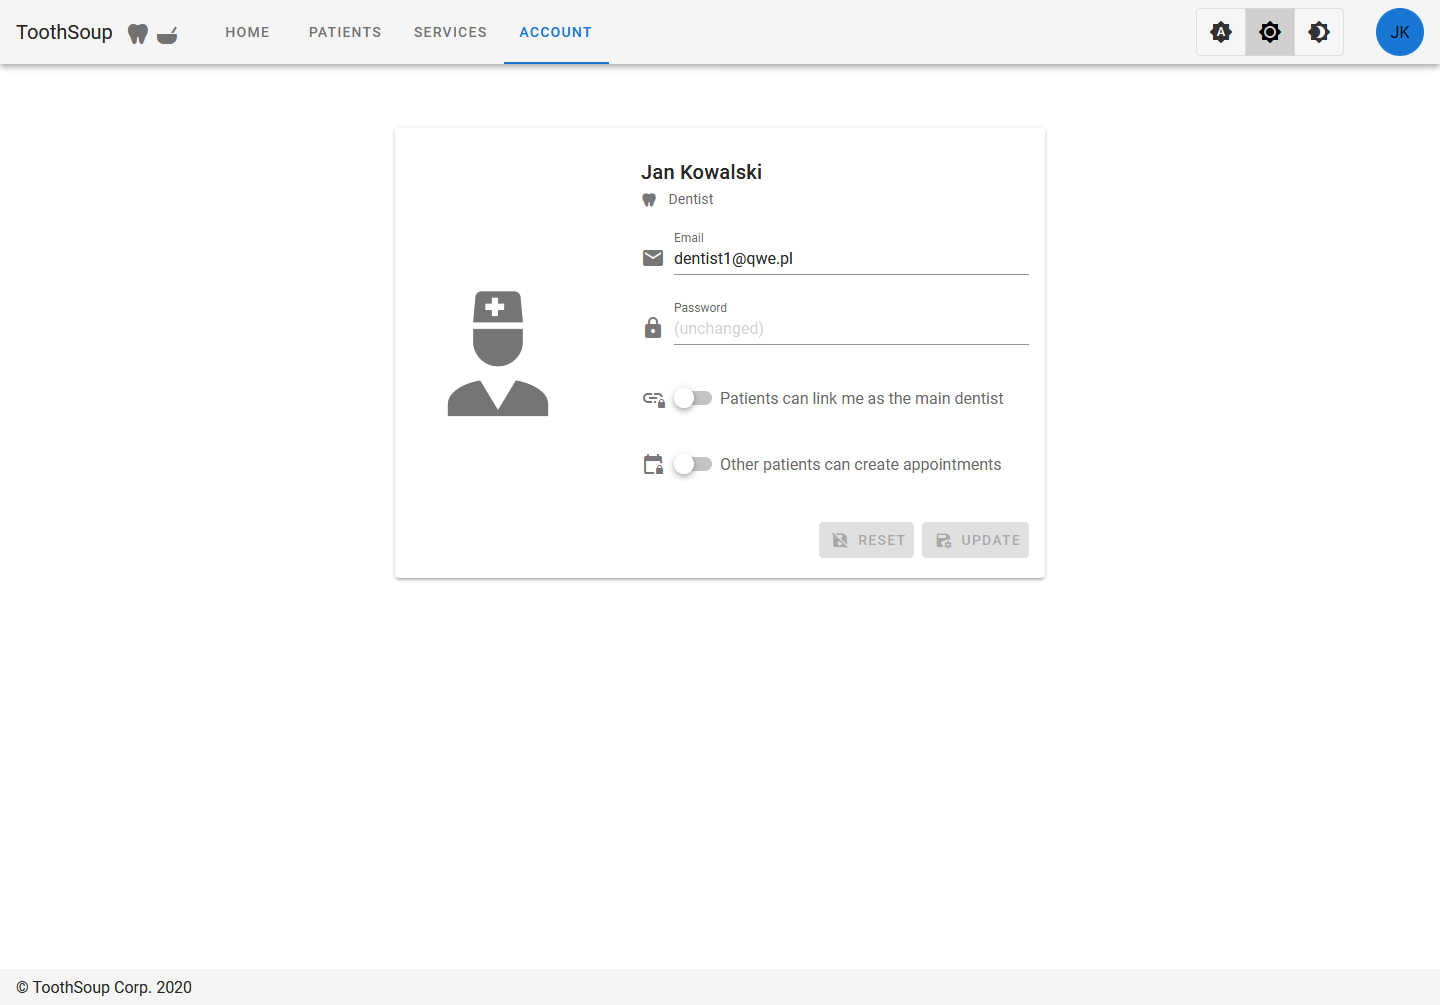 ToothSoup
HOME PATIENTS SERVICES ACCOUNT
A
JK
Jan Kowalski
Dentist
Email
dentist1@qwe.pl
Password
(unchanged)
Patients can link me as the main dentist
Other patients can create appointments
RESET UPDATE
© ToothSoup Corp. 2020